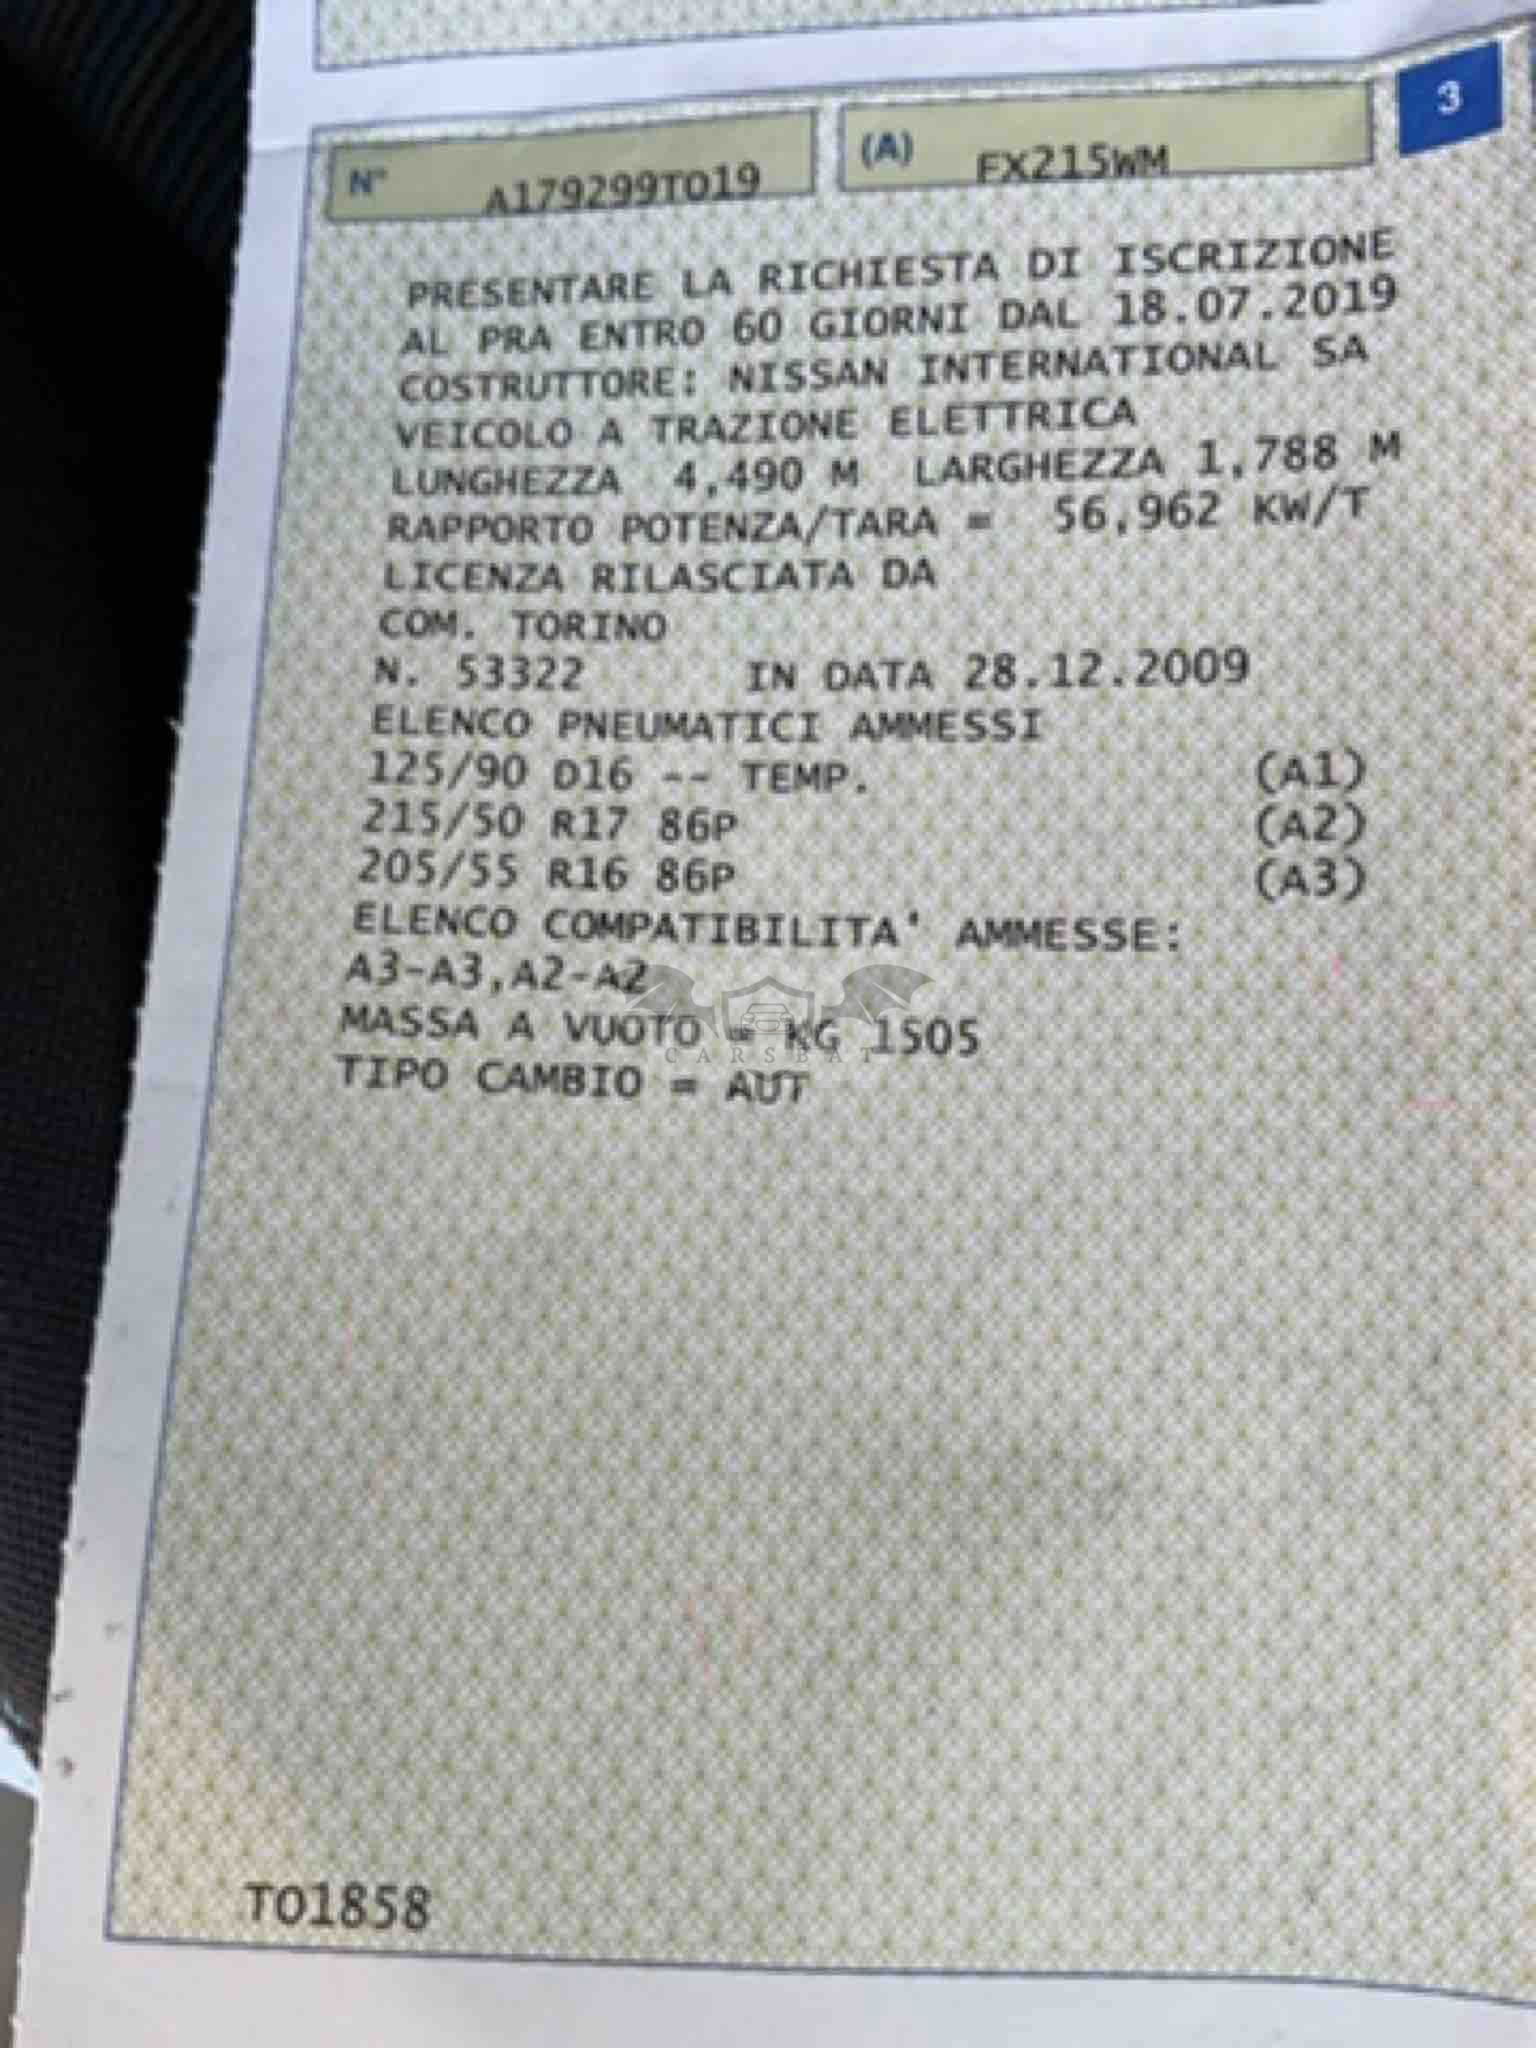 N° A179299TO19 (A) FX215WM 3
PRESENTARE LA RICHIESTA DI ISCRIZIONE
AL PRA ENTRO 60 GIORNI DAL 18.07.2019
COSTRUTTORE: NISSAN INTERNATIONAL SA
VEICOLO A TRAZIONE ELETTRICA
LUNGHEZZA 4,490 M LARGHEZZA 1,788 M
RAPPORTO POTENZA/TARA = 56,962 KW/T
LICENZA RILASCIATA DA
COM. TORINO
N. 53322 IN DATA 28.12.2009
ELENCO PNEUMATICI AMMESSI
125/90 D16 -- TEMP. (A1)
215/50 R17 86P (A2)
205/55 R16 86P (A3)
ELENCO COMPATIBILITA' AMMESSE:
A3-A3,A2-A2
MASSA A VUOTO = KG 1505
CARSBAT
TIPO CAMBIO = AUT
TO1858